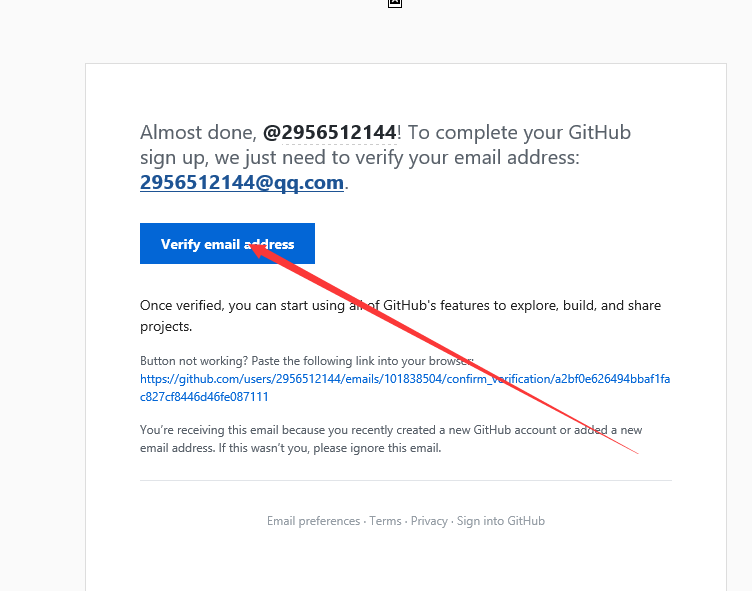 Almost done, @2956512144! To complete your GitHub
sign up, we just need to verify your email address:
2956512144@qq.com.
Verify email address
Once verified, you can start using all of GitHub's features to explore, build, and share
projects.
Button not working? Paste the following link into your browser:
https://github.com/users/2956512144/emails/101838504/confirm_verification/a2bf0e626494bbaf1fa
c827cf8446d46fe087111
You’re receiving this email because you recently created a new GitHub account or added a new
email address. If this wasn’t you, please ignore this email.
Email preferences · Terms · Privacy · Sign into GitHub